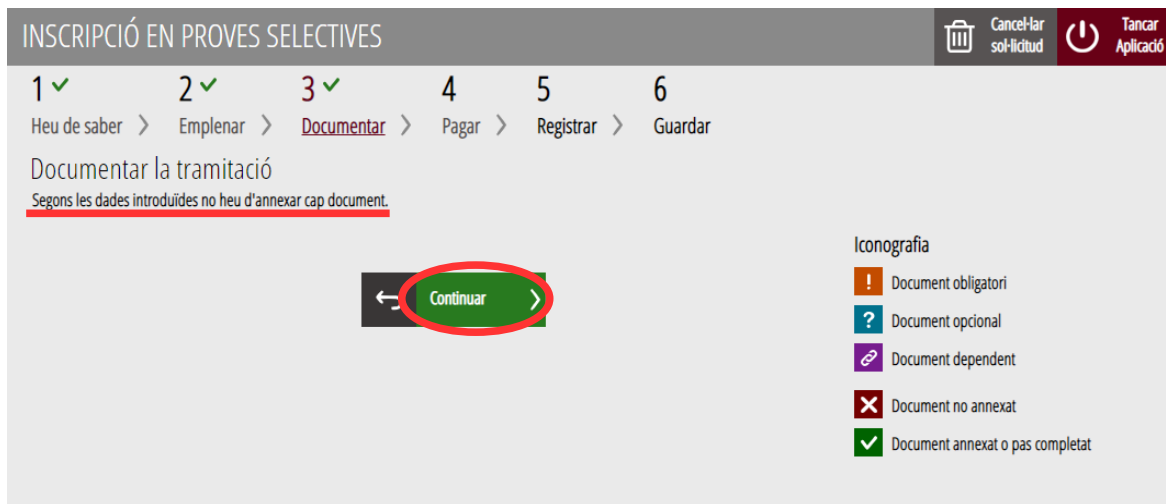 INSCRIPCIÓ EN PROVES SELECTIVES
Cancel·lar
sol·licitud
Tancar
Aplicació
1 2 3 4 5 6
Heu de saber Emplenar Documentar Pagar Registrar Guardar
Documentar la tramitació
Segons les dades introduïdes no heu d'annexar cap document.
Continuar
Iconografia
! Document obligatori
? Document opcional
Document dependent
Document no annexat
Document annexat o pas completat